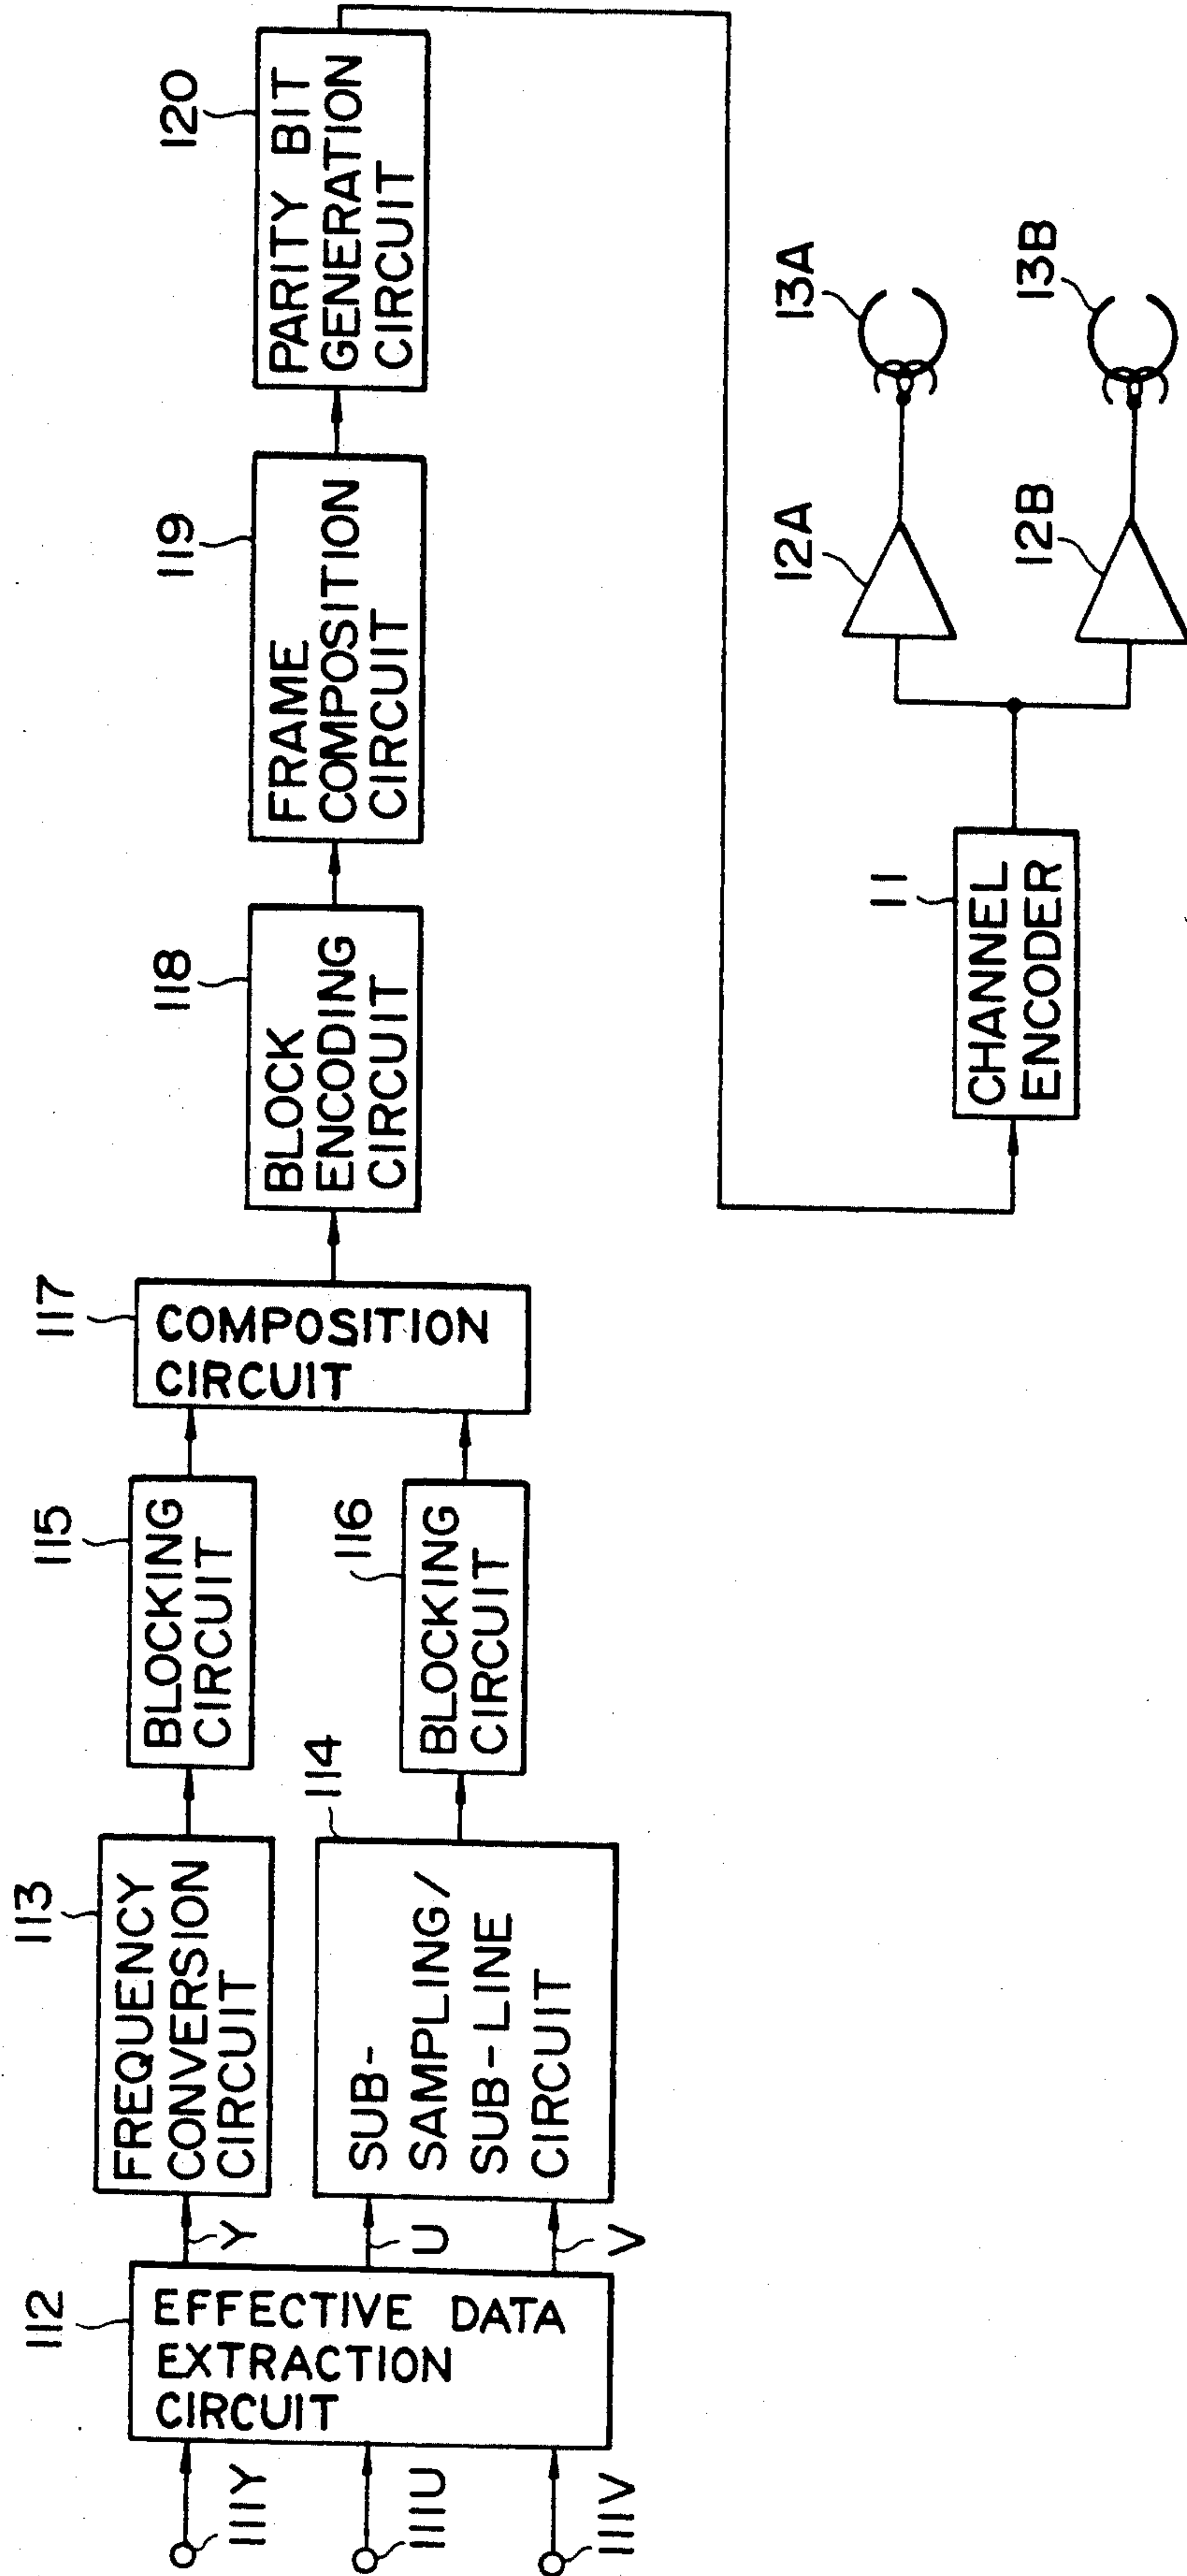 111Y
111U
111V
112
EFFECTIVE DATA
EXTRACTION
CIRCUIT
Y
U
V
113
FREQUENCY
CONVERSION
CIRCUIT
114
SUB-
SAMPLING/
SUB-LINE
CIRCUIT
115
BLOCKING
CIRCUIT
116
BLOCKING
CIRCUIT
117
COMPOSITION
CIRCUIT
118
BLOCK
ENCODING
CIRCUIT
119
FRAME
COMPOSITION
CIRCUIT
120
PARITY BIT
GENERATION
CIRCUIT
11
CHANNEL
ENCODER
12A
13A
12B
13B